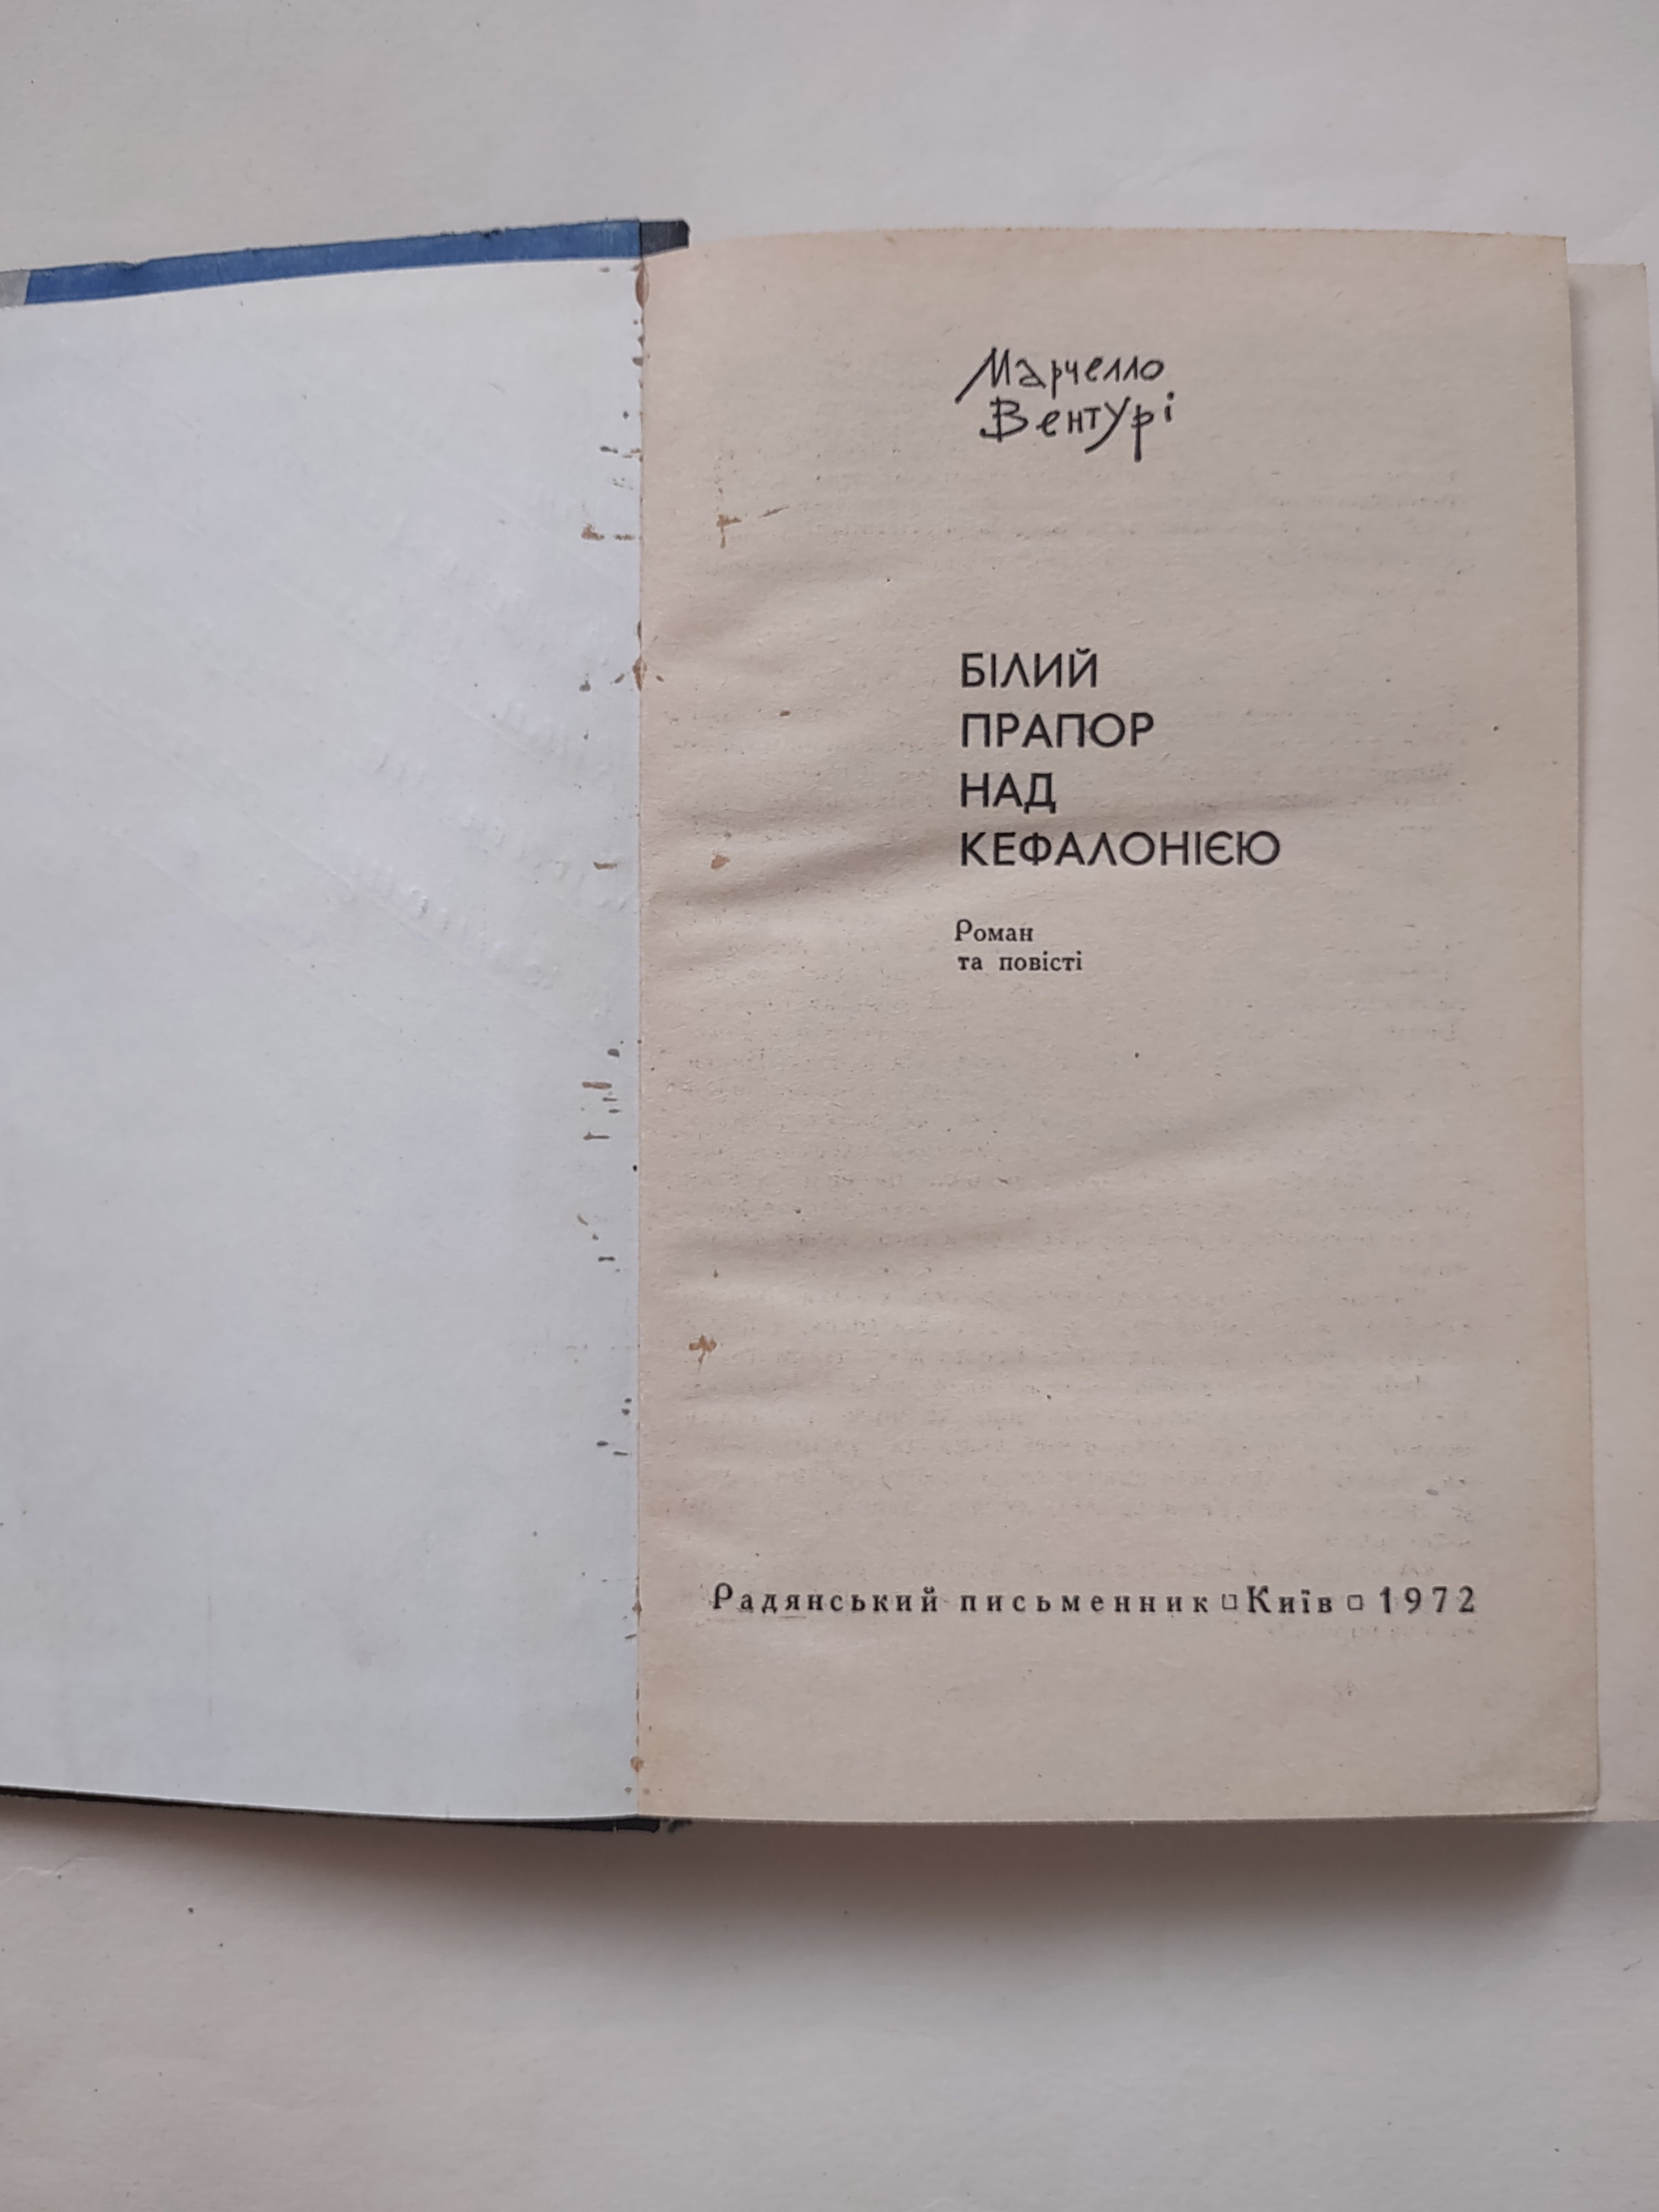 Марчелло
Вентурі
БІЛИЙ
ПРАПОР
НАД
КЕФАЛОНІЄЮ
Роман
та повісті
Радянський письменник □ Київ □ 1972